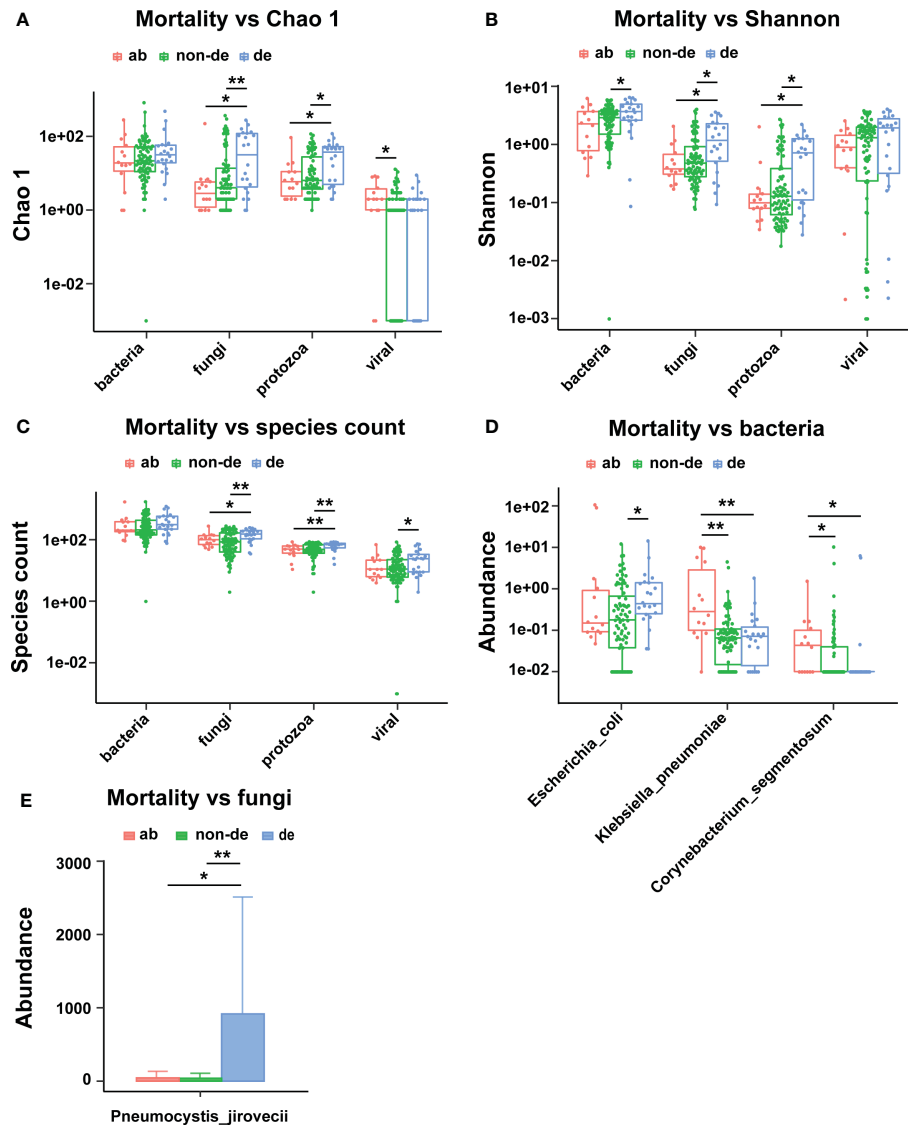 A
Mortality vs Chao 1
ab non-de de
Chao 1
1e+02
1e+00
1e-02
** * * * *
bacteria
fungi
protozoa
viral
B
Mortality vs Shannon
ab non-de de
Shannon
1e+01
1e+00
1e-01
1e-02
1e-03
* * * * *
bacteria
fungi
protozoa
viral
C
Mortality vs species count
ab non-de de
Species count
1e+02
1e+00
1e-02
** * ** ** *
bacteria
fungi
protozoa
viral
D
Mortality vs bacteria
ab non-de de
Abundance
1e+02
1e+01
1e+00
1e-01
1e-02
* ** ** * *
Escherichia_coli
Klebsiella_pneumoniae
Corynebacterium_segmentosum
E
Mortality vs fungi
ab non-de de
Abundance
3000
2000
1000
0
**
*
Pneumocystis_jirovecii